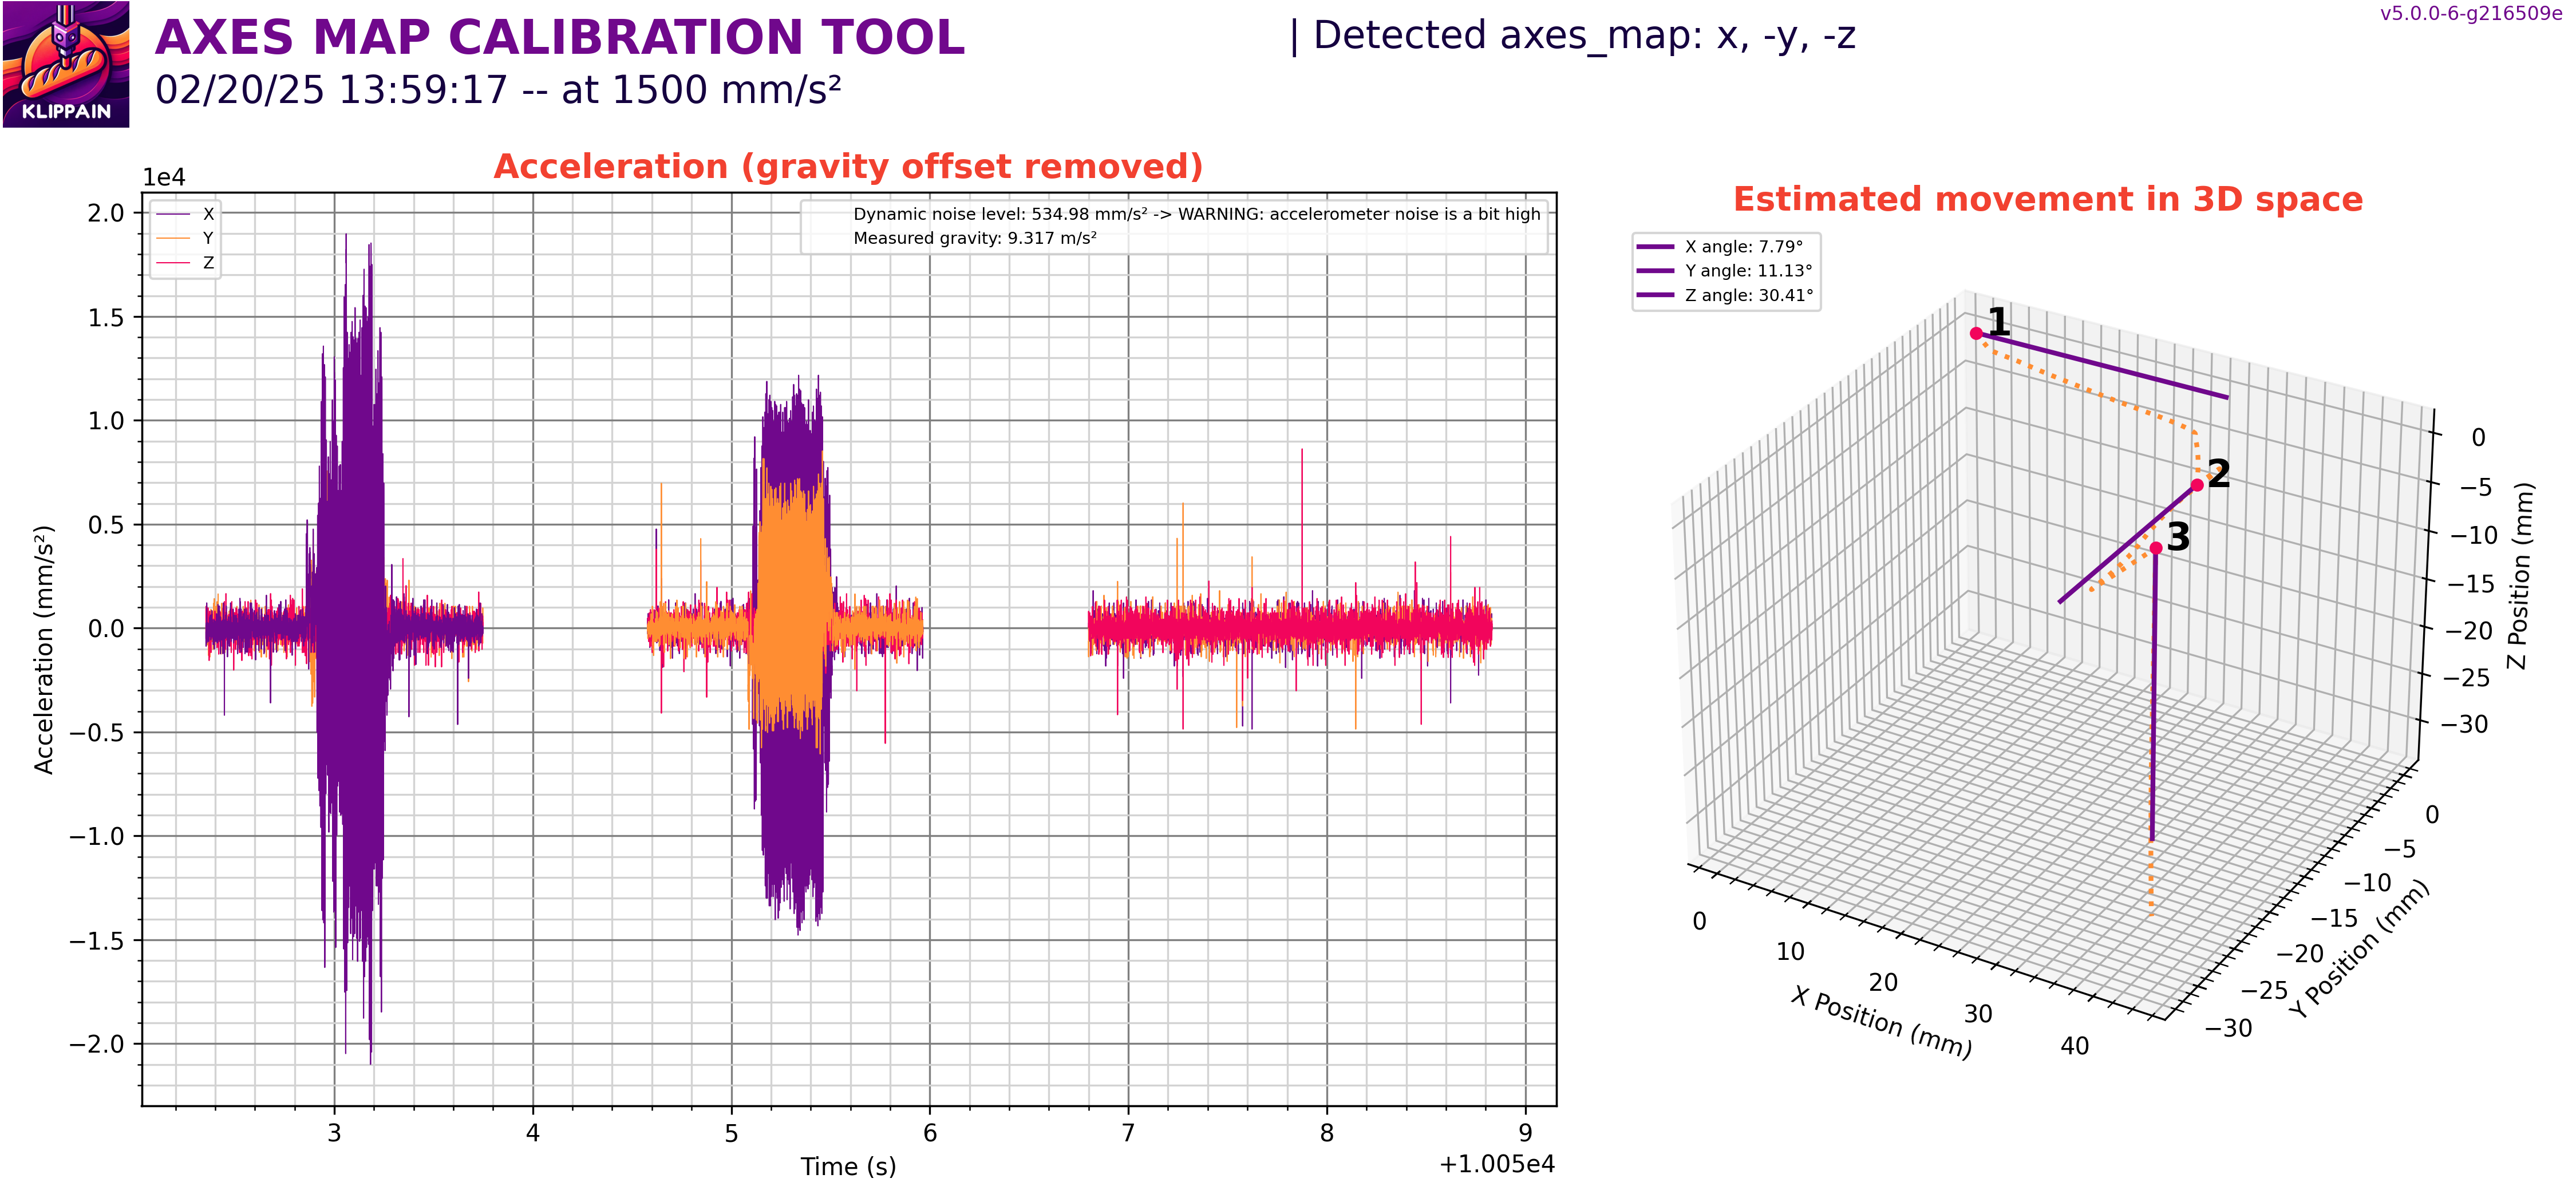 AXES MAP CALIBRATION TOOL
| Detected axes_map: x, -y, -z
v5.0.0-6-g216509e
02/20/25 13:59:17 -- at 1500 mm/s²
KLIPPAIN
Acceleration (gravity offset removed)
1e4
X
Y
Z
Dynamic noise level: 534.98 mm/s² -> WARNING: accelerometer noise is a bit high
Measured gravity: 9.317 m/s²
2.0
1.5
1.0
0.5
0.0
−0.5
−1.0
−1.5
−2.0
Acceleration (mm/s²)
3 4 5 6 7 8 9
Time (s)
+1.005e4
Estimated movement in 3D space
X angle: 7.79°
Y angle: 11.13°
Z angle: 30.41°
1
2
3
0
−5
−10
−15
−20
−25
−30
Z Position (mm)
0
−5
−10
−15
−20
−25
−30
Y Position (mm)
0
10
20
30
40
X Position (mm)